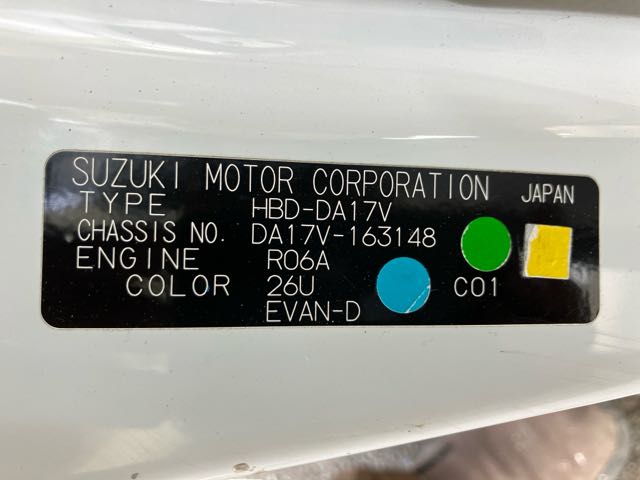 SUZUKI MOTOR CORPORATION JAPAN
TYPE HBD-DA17V
CHASSIS NO. DA17V-163148
ENGINE R06A
COLOR 26U C01
EVAN-D